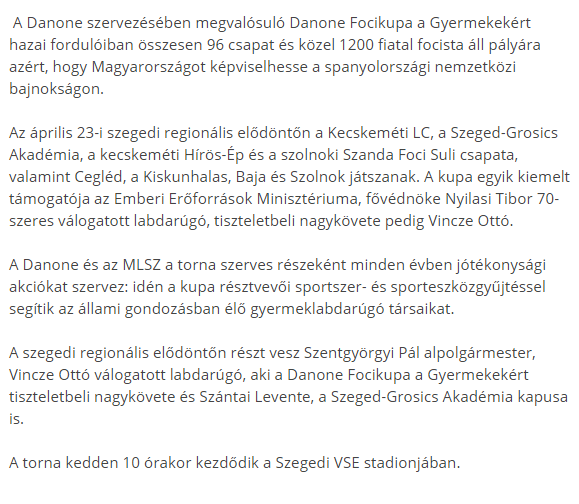 A Danone szervezésében megvalósuló Danone Focikupa a Gyermekekért
hazai fordulóiban összesen 96 csapat és közel 1200 fiatal focista áll pályára
azért, hogy Magyarországot képviselhesse a spanyolországi nemzetközi
bajnokságon.

Az április 23-i szegedi regionális elődöntőn a Kecskeméti LC, a Szeged-Grosics
Akadémia, a kecskeméti Hírös-Ép és a szolnoki Szanda Foci Suli csapata,
valamint Cegléd, a Kiskunhalas, Baja és Szolnok játszanak. A kupa egyik kiemelt
támogatója az Emberi Erőforrások Minisztériuma, fővédnöke Nyilasi Tibor 70-
szeres válogatott labdarúgó, tiszteletbeli nagykövete pedig Vincze Ottó.

A Danone és az MLSZ a torna szerves részeként minden évben jótékonysági
akciókat szervez: idén a kupa résztvevői sportszer- és sporteszközgyűjtéssel
segítik az állami gondozásban élő gyermeklabdarúgó társaikat.

A szegedi regionális elődöntőn részt vesz Szentgyörgyi Pál alpolgármester,
Vincze Ottó válogatott labdarúgó, aki a Danone Focikupa a Gyermekekért
tiszteletbeli nagykövete és Szántai Levente, a Szeged-Grosics Akadémia kapusa
is.

A torna kedden 10 órakor kezdődik a Szegedi VSE stadionjában.